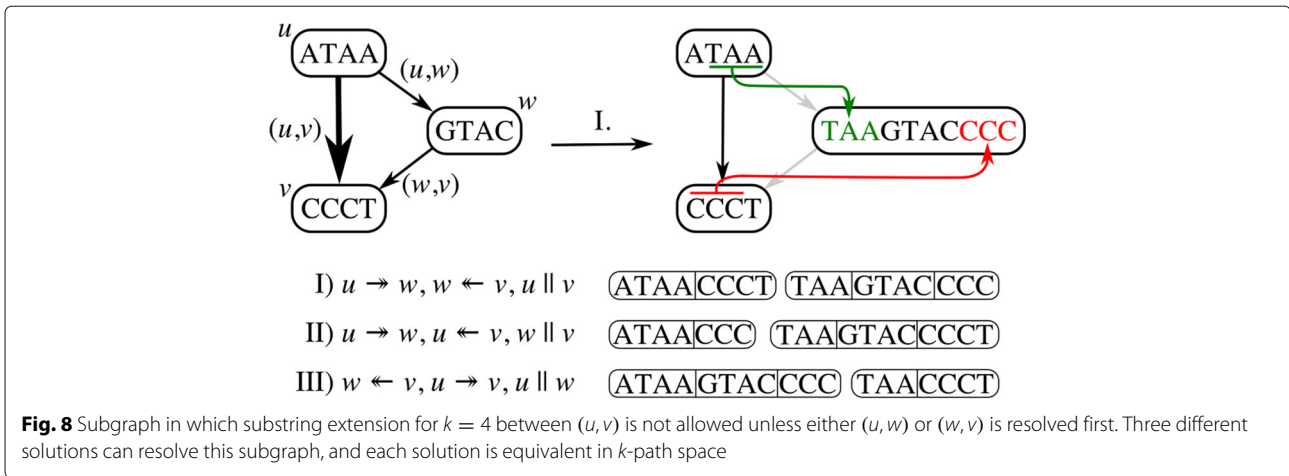 u
ATAA
(u,w)
w
(u,v)
GTAC
v
(w,v)
CCCT
I.
ATAA
TAAGTACCCC
CCCT
I) u ↠ w, w ↞ v, u ∥ v ATAA|CCCT TAA|GTAC|CCC
II) u ↠ w, u ↞ v, w ∥ v ATAA|CCC TAA|GTAC|CCCT
III) w ↞ v, u ↠ v, u ∥ w ATAA|GTAC|CCC TAA|CCCT
Fig. 8 Subgraph in which substring extension for k = 4 between (u, v) is not allowed unless either (u, w) or (w, v) is resolved first. Three different
solutions can resolve this subgraph, and each solution is equivalent in k-path space